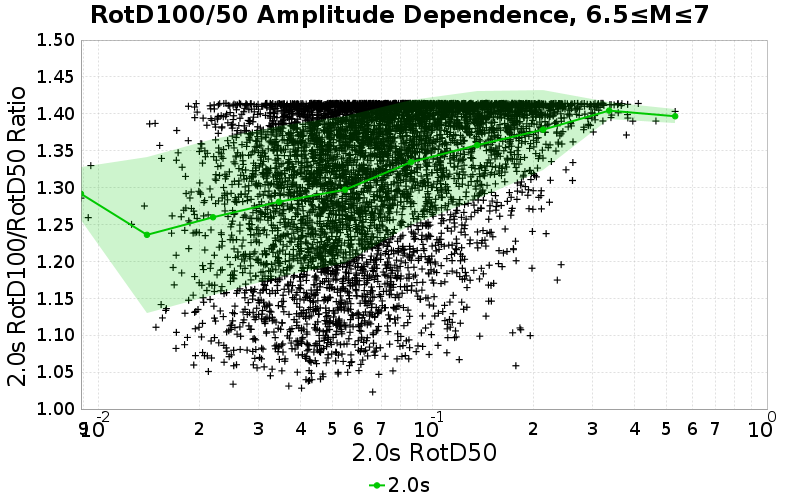 RotD100/50 Amplitude Dependence, 6.5≤M≤7
1.50
1.45
1.40
1.35
1.30
1.25
1.20
1.15
1.10
1.05
1.00
2.0s RotD100/RotD50 Ratio
9 10^-2 2 3 4 5 6 7 10^-1 2 3 4 5 6 7 10^0
2.0s RotD50
2.0s